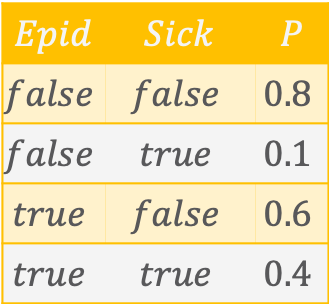 Epid Sick P
false false 0.8
false true 0.1
true false 0.6
true true 0.4